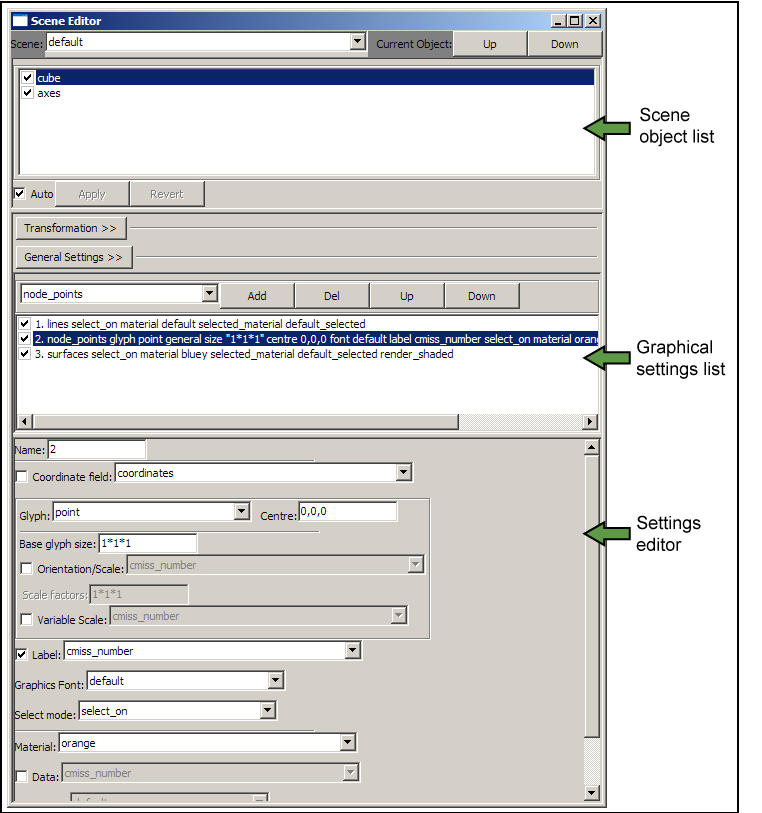 Scene Editor
Scene: default Current Object: Up Down
cube
axes
Scene
object list
Auto Apply Revert
Transformation >>
General Settings >>
node_points Add Del Up Down
1. lines select_on material default selected_material default_selected
2. node_points glyph point general size "1*1*1" centre 0,0,0 font default label cmiss_number select_on material oran
3. surfaces select_on material bluey selected_material default_selected render_shaded
Graphical
settings list
Name: 2
Coordinate field: coordinates
Glyph: point Centre: 0,0,0
Base glyph size: 1*1*1
Settings
editor
Orientation/Scale: cmiss_number
Scale factors: 1*1*1
Variable Scale: cmiss_number
Label: cmiss_number
Graphics Font: default
Select mode: select_on
Material: orange
Data: cmiss_number